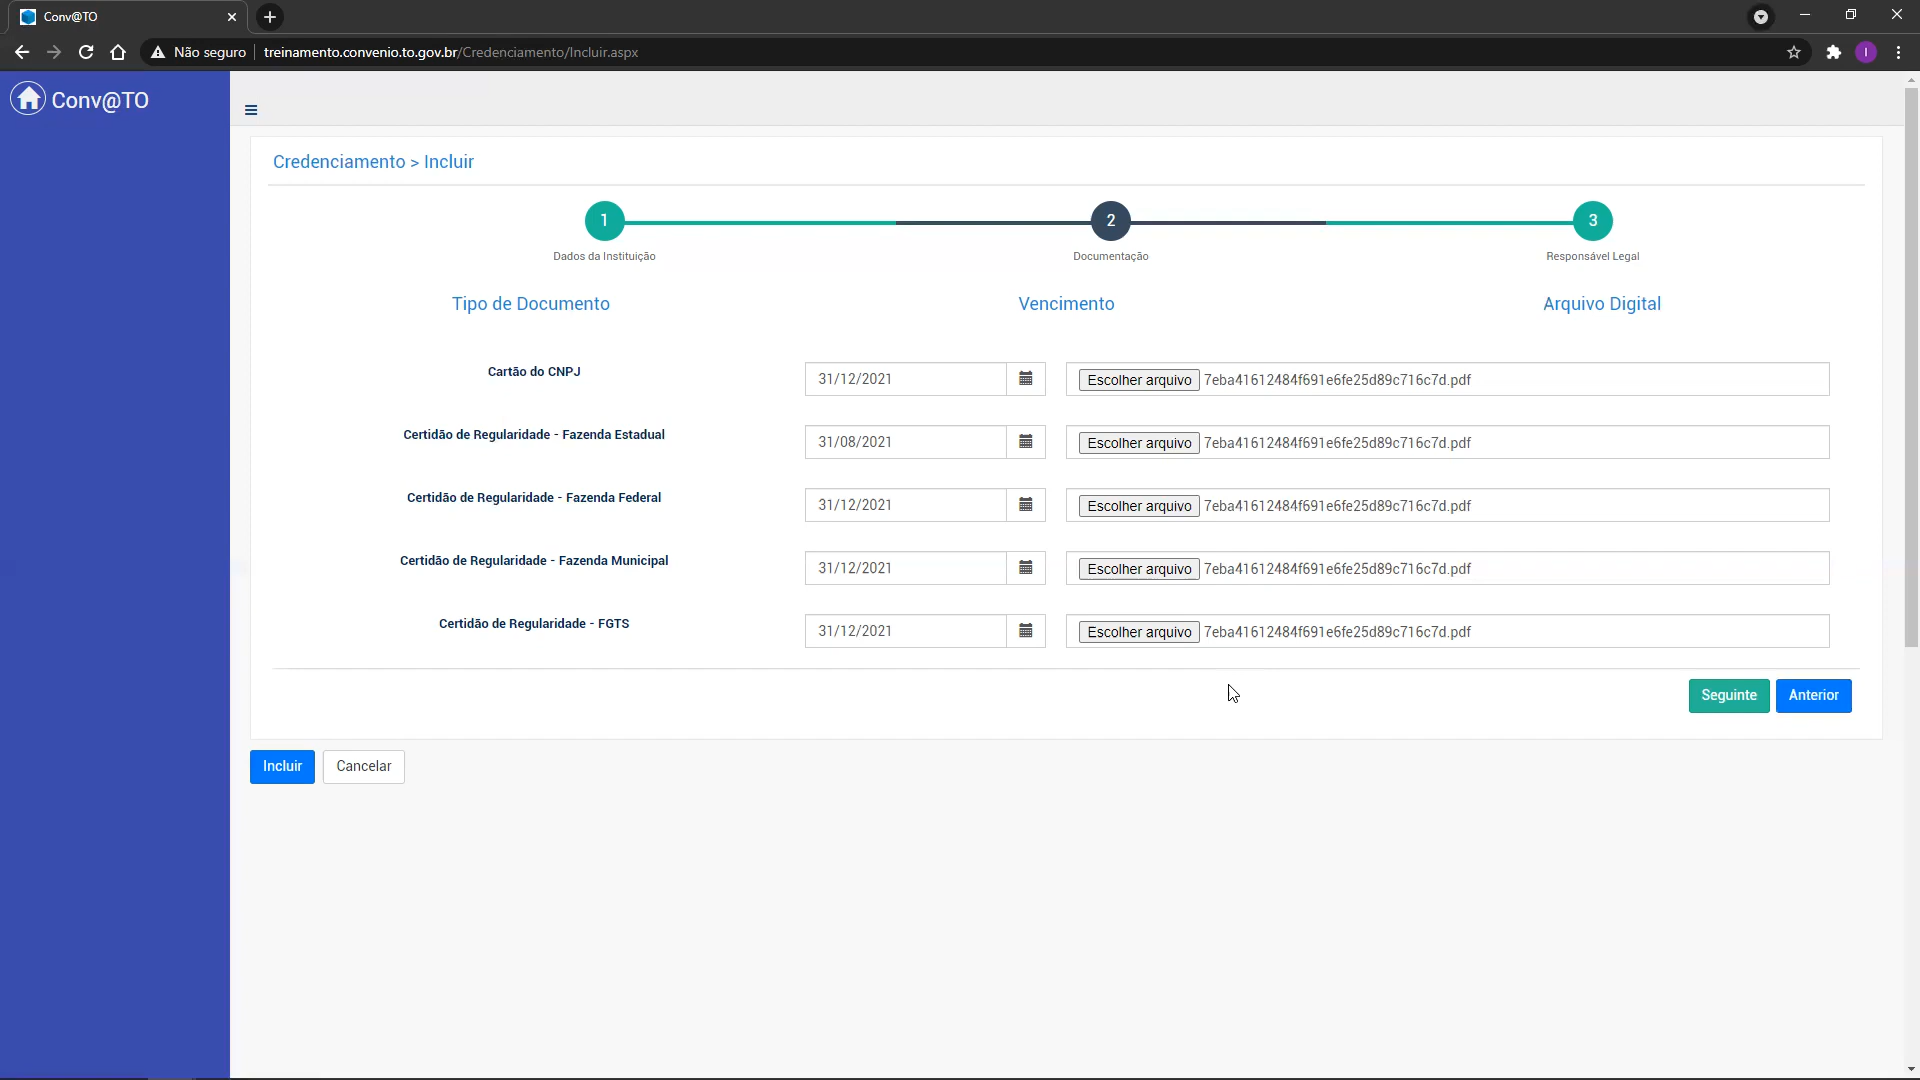 Conv@TO
Não seguro
treinamento.convenio.to.gov.br/Credenciamento/Incluir.aspx
I
Conv@TO
Credenciamento > Incluir
1
2
3
Dados da Instituição
Documentação
Responsável Legal
Tipo de Documento
Vencimento
Arquivo Digital
Cartão do CNPJ
31/12/2021
Escolher arquivo 7eba41612484f691e6fe25d89c716c7d.pdf
Certidão de Regularidade - Fazenda Estadual
31/08/2021
Escolher arquivo 7eba41612484f691e6fe25d89c716c7d.pdf
Certidão de Regularidade - Fazenda Federal
31/12/2021
Escolher arquivo 7eba41612484f691e6fe25d89c716c7d.pdf
Certidão de Regularidade - Fazenda Municipal
31/12/2021
Escolher arquivo 7eba41612484f691e6fe25d89c716c7d.pdf
Certidão de Regularidade - FGTS
31/12/2021
Escolher arquivo 7eba41612484f691e6fe25d89c716c7d.pdf
Seguinte
Anterior
Incluir
Cancelar